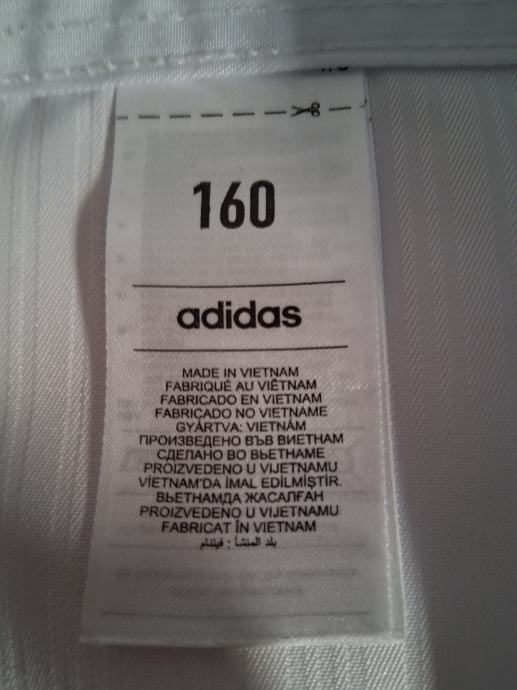 160
adidas
MADE IN VIETNAM
FABRIQUÉ AU VIÊTNAM
FABRICADO EN VIETNAM
FABRICADO NO VIETNAME
GYÁRTVA: VIETNÁM
ПРОИЗВЕДЕНО ВЪВ ВИЕТНАМ
СДЕЛАНО ВО ВЬЕТНАМЕ
PROIZVEDENO U VIJETNAMU
VİETNAM'DA İMAL EDİLMİŞTİR.
ВЬЕТНАМДА ЖАСАЛҒАН
PROIZVEDENO U VIJETNAMU
FABRICAT ÎN VIETNAM
بلد المنشأ : فيتنام